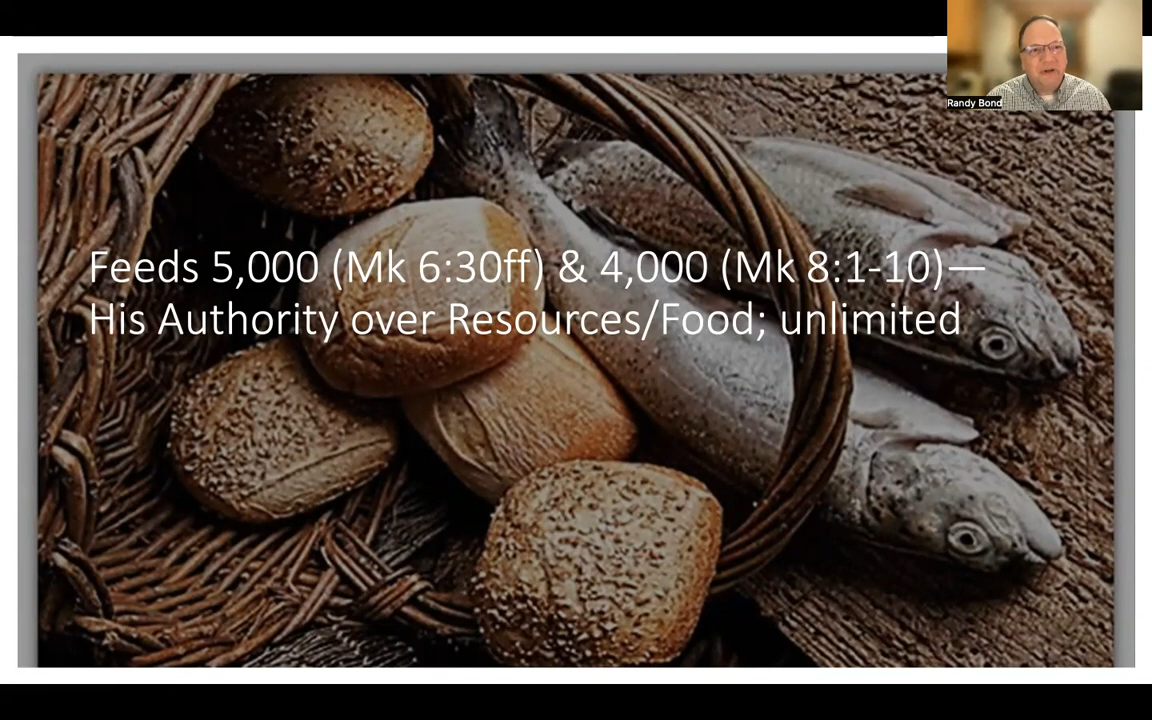 Randy Bond
Feeds 5,000 (Mk 6:30ff) & 4,000 (Mk 8:1-10)—
His Authority over Resources/Food; unlimited